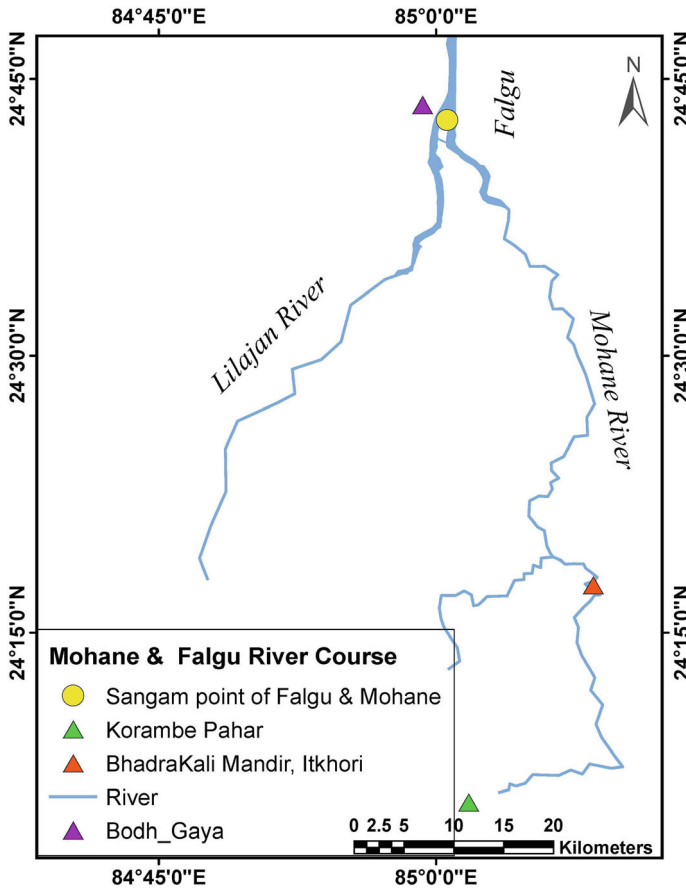 84°45'0"E 85°0'0"E
24°45'0"N
24°45'0"N
N
Falgu
Lilajan River
Mohane River
24°30'0"N
24°30'0"N
24°15'0"N
24°15'0"N
Mohane & Falgu River Course
Sangam point of Falgu & Mohane
Korambe Pahar
BhadraKali Mandir, Itkhori
River
Bodh_Gaya
0 2.5 5 10 15 20
Kilometers
84°45'0"E 85°0'0"E